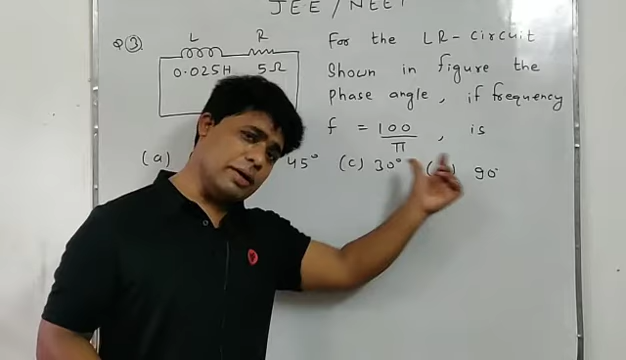 JEE / NEET
Q ③ L R For the LR-circuit
0.025H 5Ω Shown in figure the
Phase angle, if frequency
f = 100/π , is
(a) 45° (c) 30° 90°